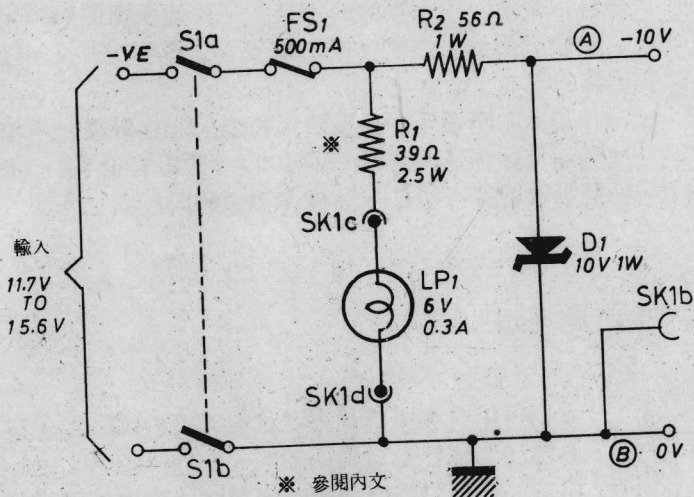 -VE
S1a
FS1
500mA
R2 56Ω
1W
Ⓐ -10V
※
R1
39Ω
2.5W
SK1c
輸入
11.7V
TO
15.6V
LP1
6V
0.3A
D1
10V 1W
SK1b
SK1d
S1b
Ⓑ 0V
※ 參閱內文